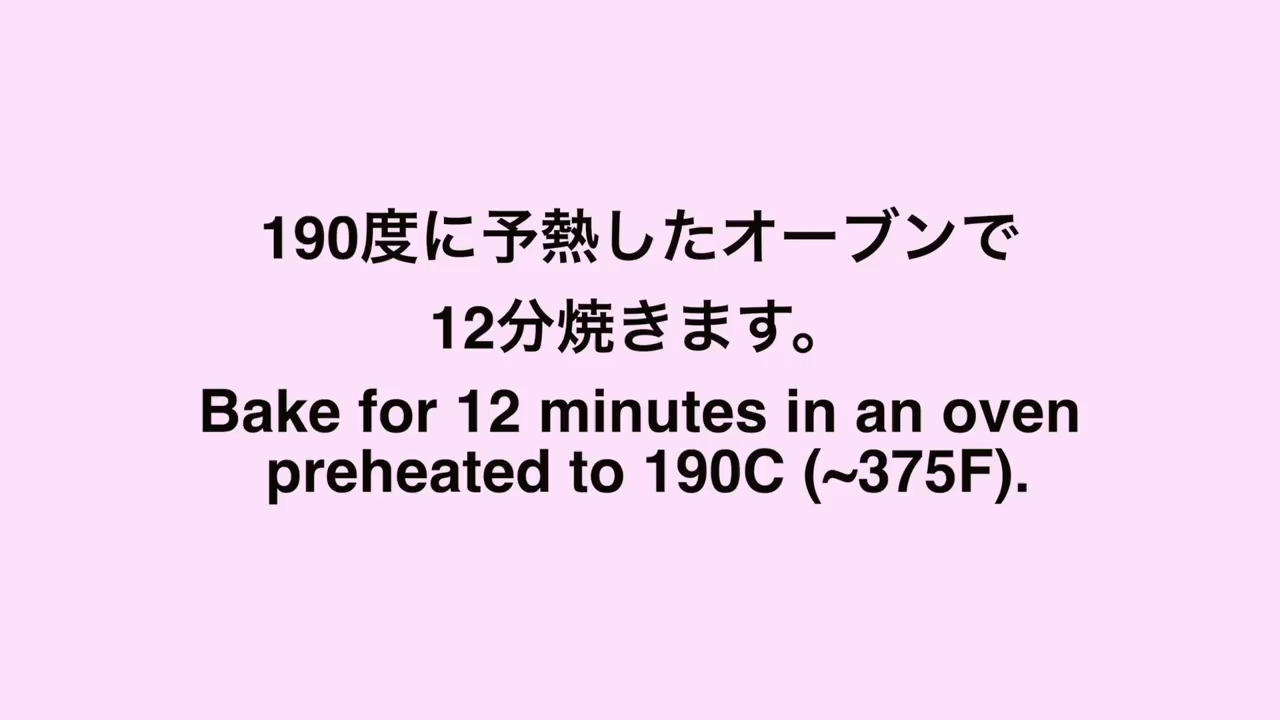 190度に予熱したオーブンで
12分焼きます。
Bake for 12 minutes in an oven
preheated to 190C (~375F).